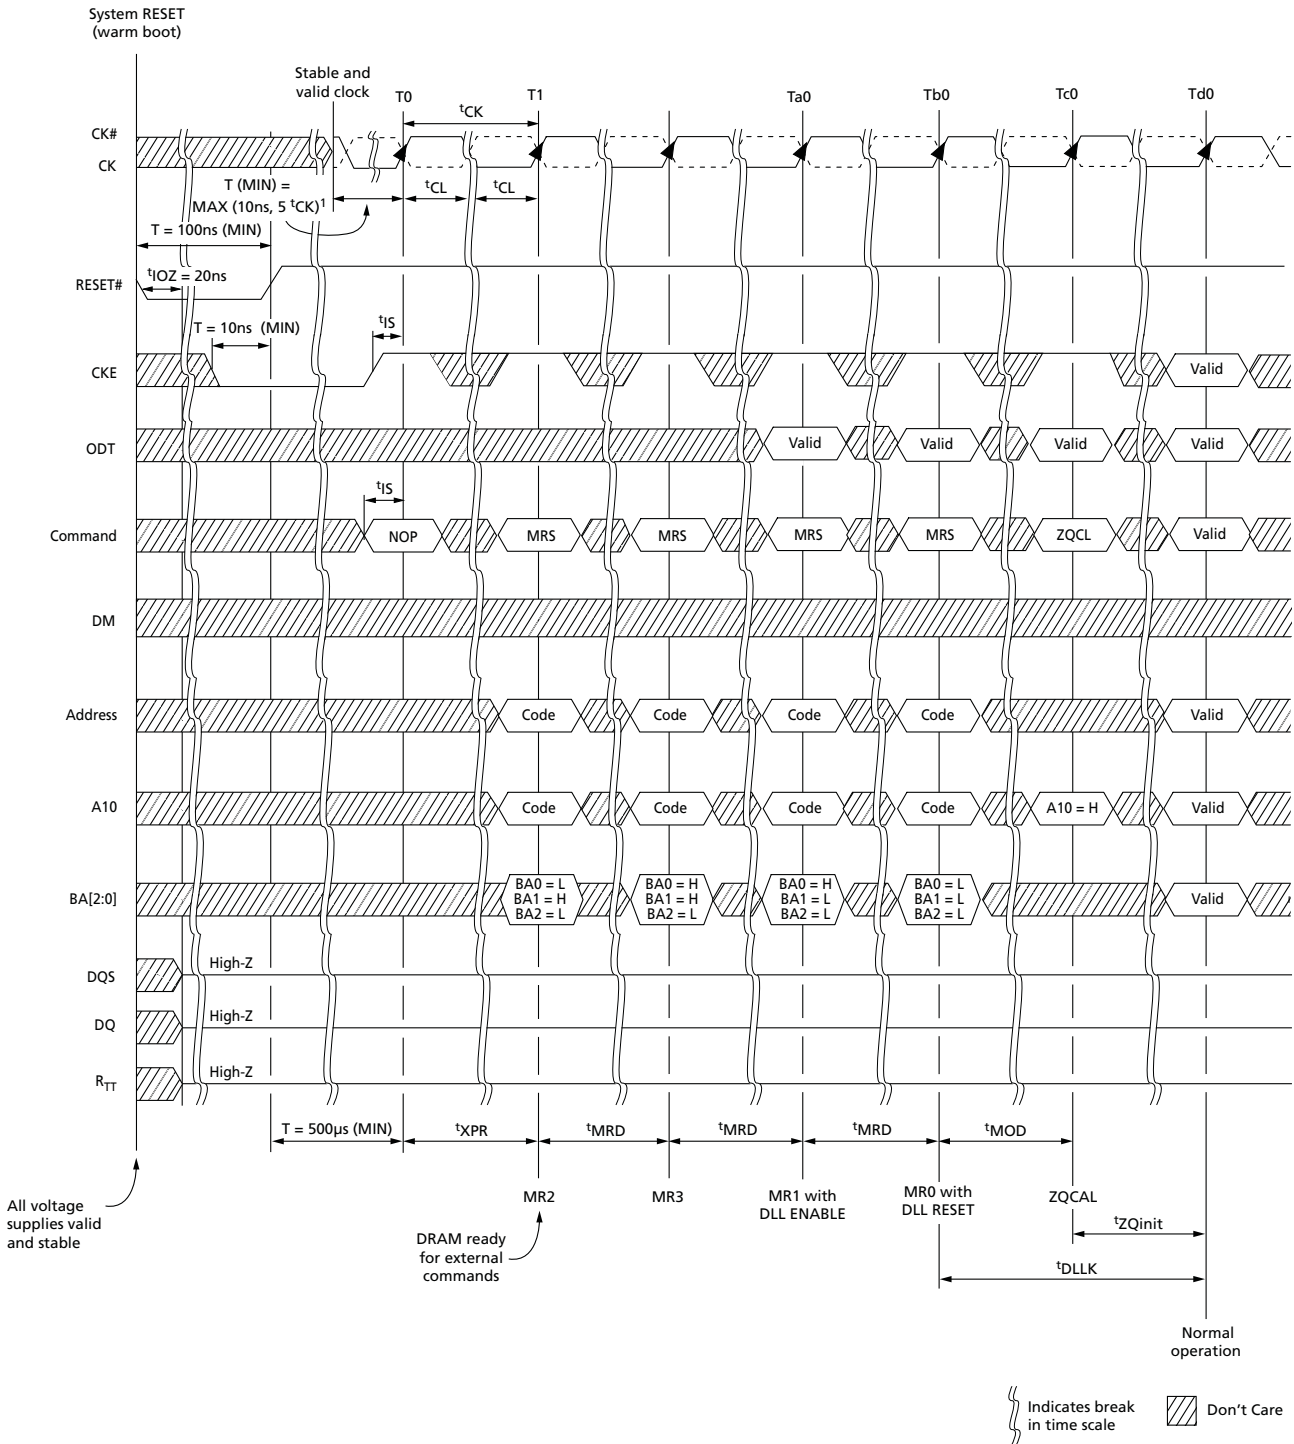 System RESET
(warm boot)
Stable and
valid clock
T0
T1
Ta0
Tb0
Tc0
Td0
tCK
CK#
CK
T (MIN) =
MAX (10ns, 5 tCK)1
tCL
tCL
T = 100ns (MIN)
tIOZ = 20ns
RESET#
T = 10ns (MIN)
tIS
CKE
Valid
ODT
Valid
Valid
Valid
Valid
tIS
Command
NOP
MRS
MRS
MRS
MRS
ZQCL
Valid
DM
Address
Code
Code
Code
Code
Valid
A10
Code
Code
Code
Code
A10 = H
Valid
BA[2:0]
BA0 = L
BA1 = H
BA2 = L
BA0 = H
BA1 = H
BA2 = L
BA0 = H
BA1 = L
BA2 = L
BA0 = L
BA1 = L
BA2 = L
Valid
DQS
High-Z
DQ
High-Z
RTT
High-Z
T = 500µs (MIN)
tXPR
tMRD
tMRD
tMRD
tMOD
All voltage
supplies valid
and stable
MR2
MR3
MR1 with
DLL ENABLE
MR0 with
DLL RESET
ZQCAL
DRAM ready
for external
commands
tZQinit
tDLLK
Normal
operation
Indicates break
in time scale
Don't Care